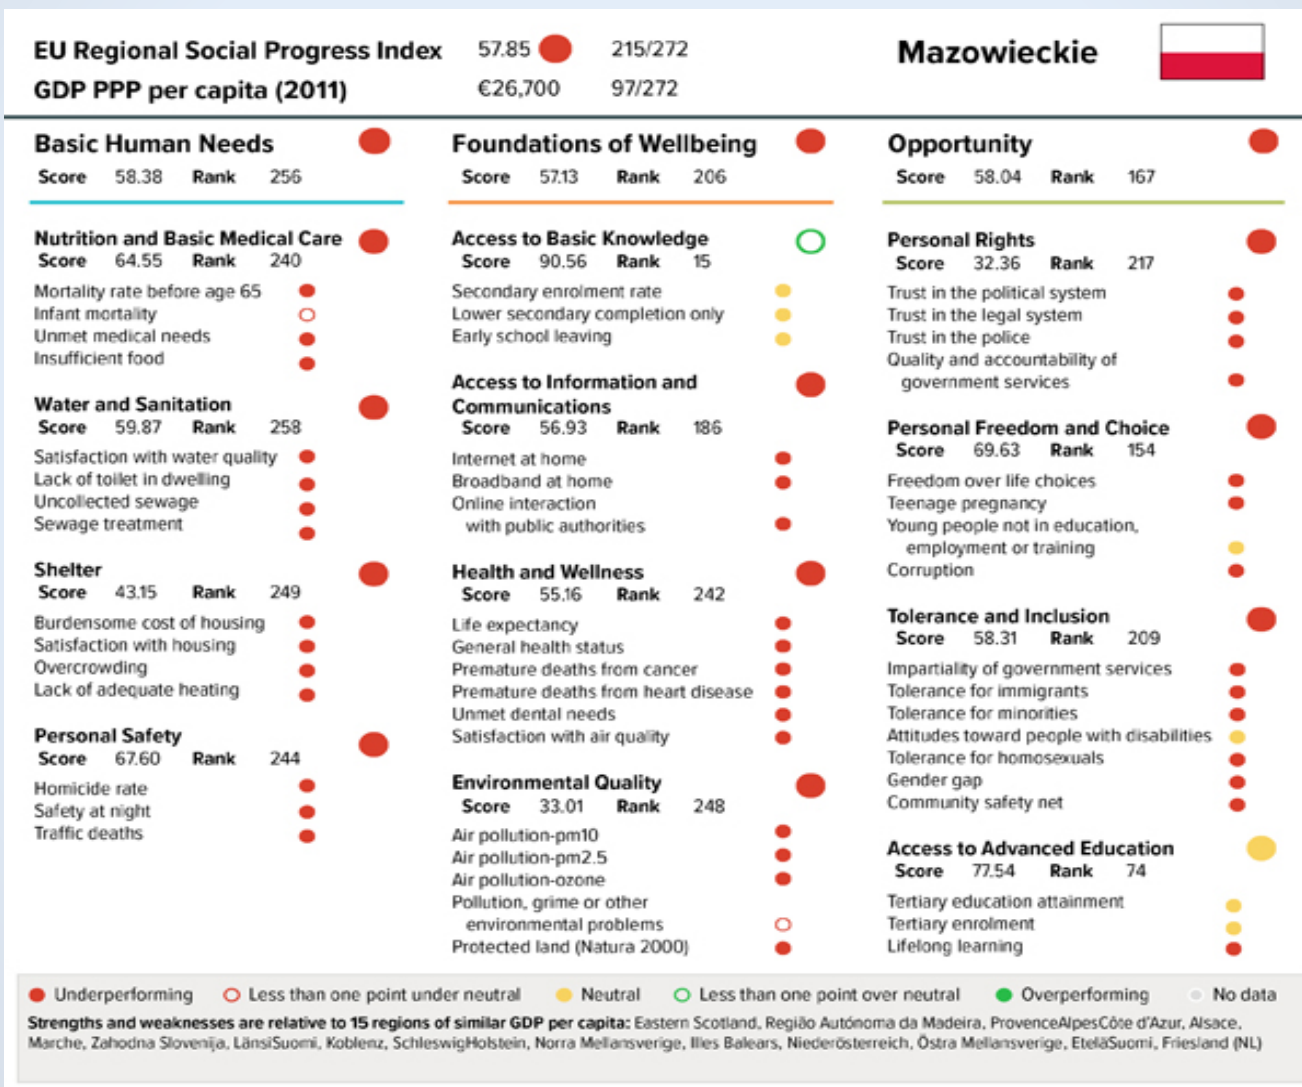 EU Regional Social Progress Index 57.85 215/272
GDP PPP per capita (2011) €26,700 97/272
Mazowieckie
Basic Human Needs
Score 58.38 Rank 256
Nutrition and Basic Medical Care
Score 64.55 Rank 240
Mortality rate before age 65
Infant mortality
Unmet medical needs
Insufficient food
Water and Sanitation
Score 59.87 Rank 258
Satisfaction with water quality
Lack of toilet in dwelling
Uncollected sewage
Sewage treatment
Shelter
Score 43.15 Rank 249
Burdensome cost of housing
Satisfaction with housing
Overcrowding
Lack of adequate heating
Personal Safety
Score 67.60 Rank 244
Homicide rate
Safety at night
Traffic deaths
Foundations of Wellbeing
Score 57.13 Rank 206
Access to Basic Knowledge
Score 90.56 Rank 15
Secondary enrolment rate
Lower secondary completion only
Early school leaving
Access to Information and
Communications
Score 56.93 Rank 186
Internet at home
Broadband at home
Online interaction
with public authorities
Health and Wellness
Score 55.16 Rank 242
Life expectancy
General health status
Premature deaths from cancer
Premature deaths from heart disease
Unmet dental needs
Satisfaction with air quality
Environmental Quality
Score 33.01 Rank 248
Air pollution-pm10
Air pollution-pm2.5
Air pollution-ozone
Pollution, grime or other
environmental problems
Protected land (Natura 2000)
Opportunity
Score 58.04 Rank 167
Personal Rights
Score 32.36 Rank 217
Trust in the political system
Trust in the legal system
Trust in the police
Quality and accountability of
government services
Personal Freedom and Choice
Score 69.63 Rank 154
Freedom over life choices
Teenage pregnancy
Young people not in education,
employment or training
Corruption
Tolerance and Inclusion
Score 58.31 Rank 209
Impartiality of government services
Tolerance for immigrants
Tolerance for minorities
Attitudes toward people with disabilities
Tolerance for homosexuals
Gender gap
Community safety net
Access to Advanced Education
Score 77.54 Rank 74
Tertiary education attainment
Tertiary enrolment
Lifelong learning
Underperforming Less than one point under neutral Neutral Less than one point over neutral Overperforming No data
Strengths and weaknesses are relative to 15 regions of similar GDP per capita: Eastern Scotland, Região Autónoma da Madeira, ProvenceAlpesCôte d'Azur, Alsace,
Marche, Zahodna Slovenija, LänsiSuomi, Koblenz, SchleswigHolstein, Norra Mellansverige, Illes Balears, Niederösterreich, Östra Mellansverige, EteläSuomi, Friesland (NL)